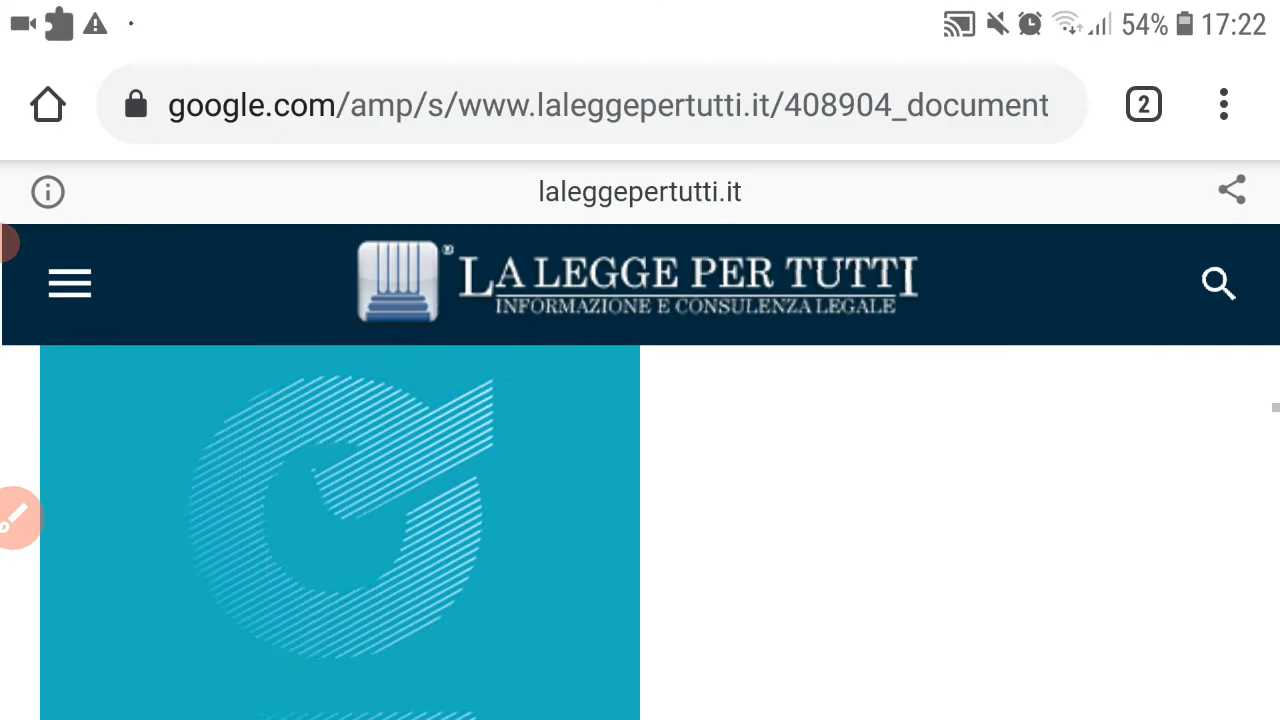 54% 17:22
google.com/amp/s/www.laleggepertutti.it/408904_document
2
laleggepertutti.it
LA LEGGE PER TUTTI
INFORMAZIONE E CONSULENZA LEGALE